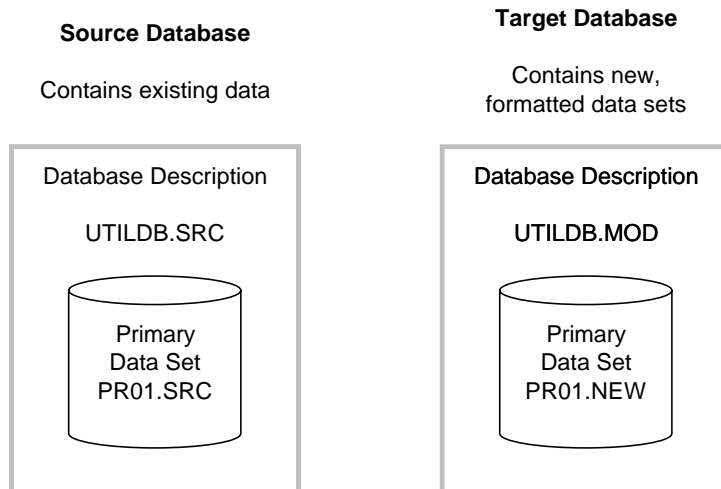 Source Database
Contains existing data
Database Description
UTILDB.SRC
Primary
Data Set
PR01.SRC
Target Database
Contains new,
formatted data sets
Database Description
UTILDB.MOD
Primary
Data Set
PR01.NEW